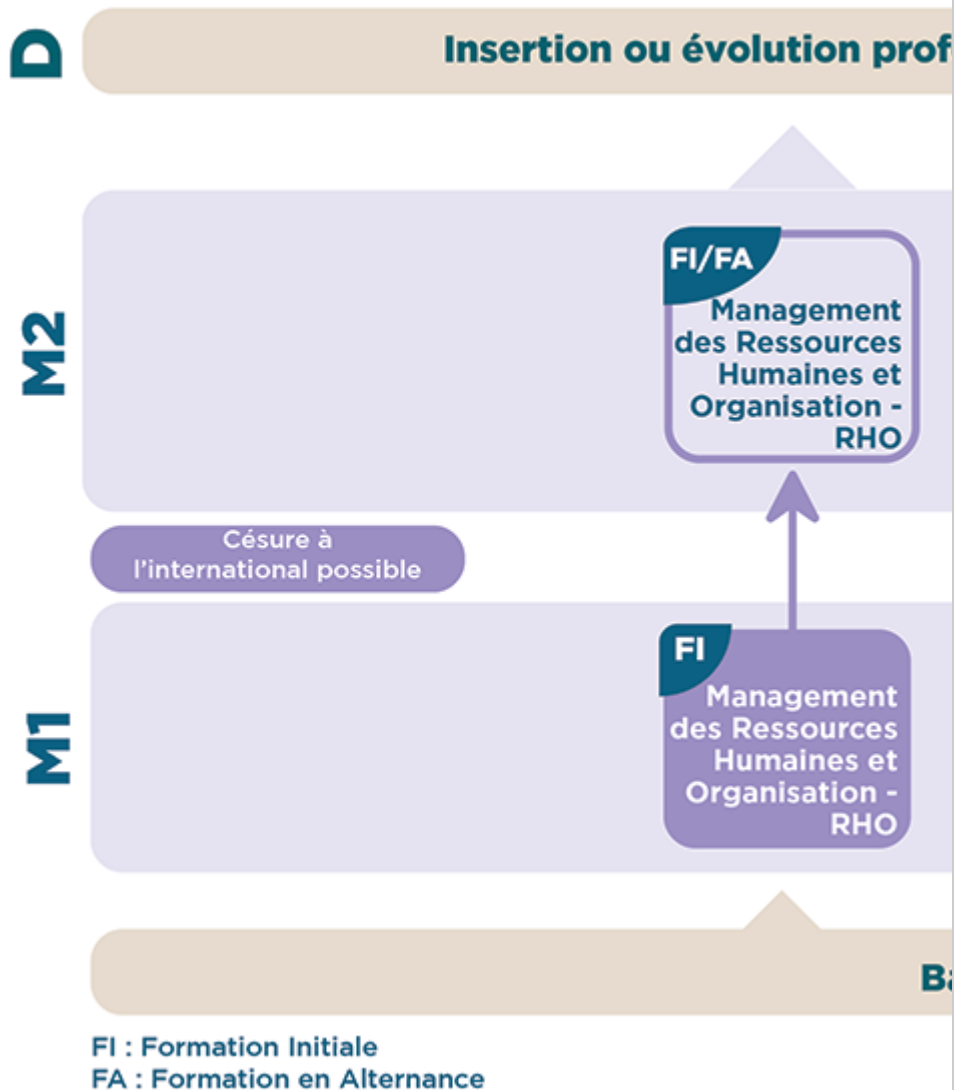 D
Insertion ou évolution prof
M2
FI/FA
Management
des Ressources
Humaines et
Organisation -
RHO
Césure à
l'international possible
M1
FI
Management
des Ressources
Humaines et
Organisation -
RHO
Ba
FI : Formation Initiale
FA : Formation en Alternance